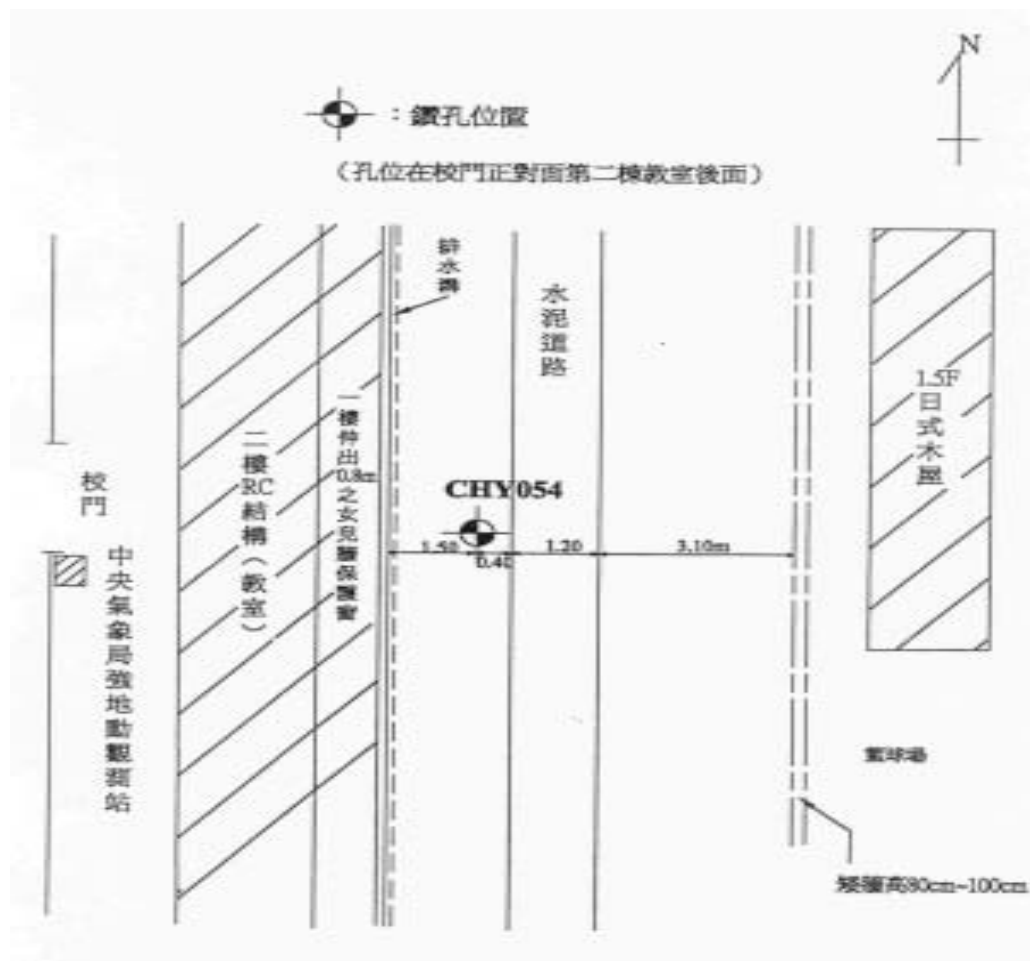 N
：鑽孔位置
（孔位在校門正對面第二棟教室後面）
排水溝
水泥道路
1.5F
日式木屋
一樓伸出0.8m之女兒牆保護窗
二樓RC結構（教室）
校門
CHY054
1.50
0.40
1.20
3.10m
中央氣象局強地動觀測站
籃球場
矮牆高80cm~100cm